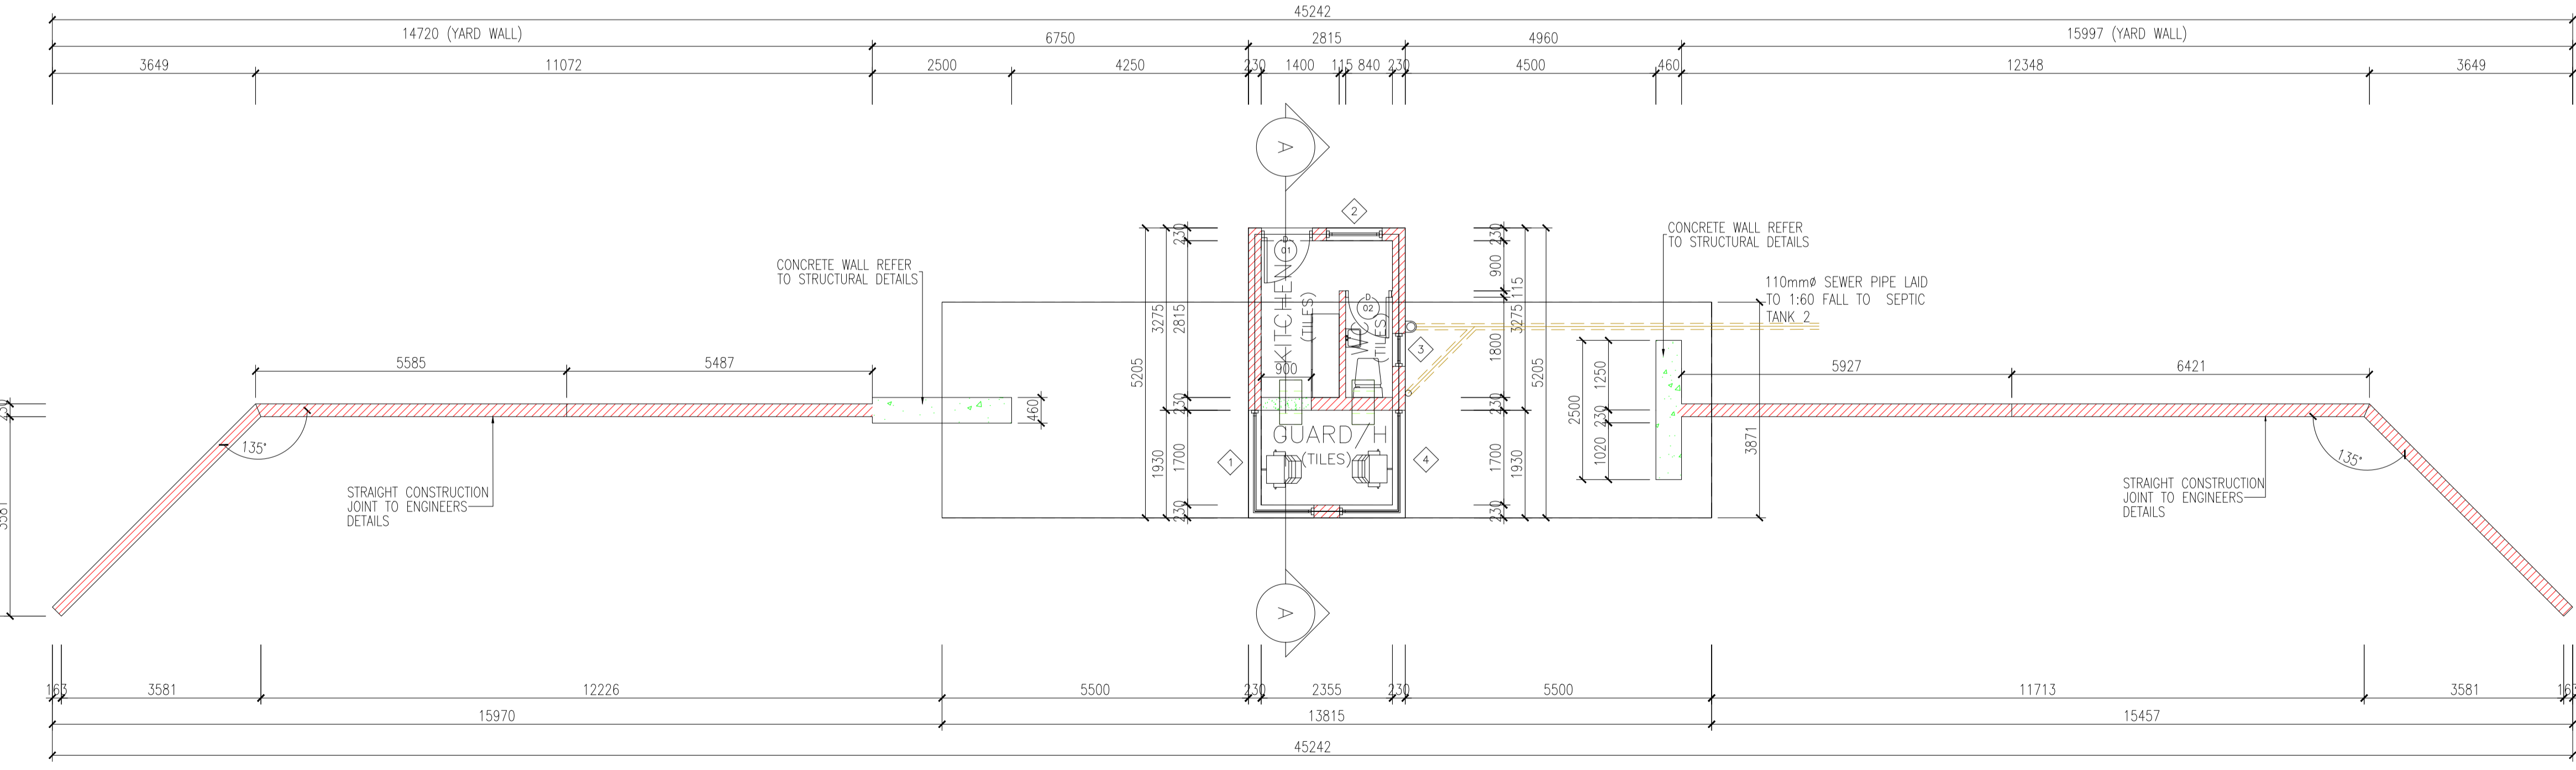 45242
14720 (YARD WALL) 6750 2815 4960 15997 (YARD WALL)
3649 11072 2500 4250 230 1400 115 840 230 4500 460 12348 3649
A
2
CONCRETE WALL REFER
TO STRUCTURAL DETAILS
CONCRETE WALL REFER
TO STRUCTURAL DETAILS
110mmø SEWER PIPE LAID
TO 1:60 FALL TO SEPTIC
TANK 2
5205
3275
1930
230
2815
230
1700
230
D
01
KITCHEN
(TILES)
D
02
WC
(TILES)
900
3
230
900
115
1800
230
1700
230
3275
1930
5205
2500
1250
230
1020
3871
5585 5487
460
5927 6421
230
3581
135°
135°
GUARD/H
(TILES)
1
4
STRAIGHT CONSTRUCTION
JOINT TO ENGINEERS
DETAILS
STRAIGHT CONSTRUCTION
JOINT TO ENGINEERS
DETAILS
A
163 3581 12226 5500 230 2355 230 5500 11713 3581
15970 13815 15457
45242